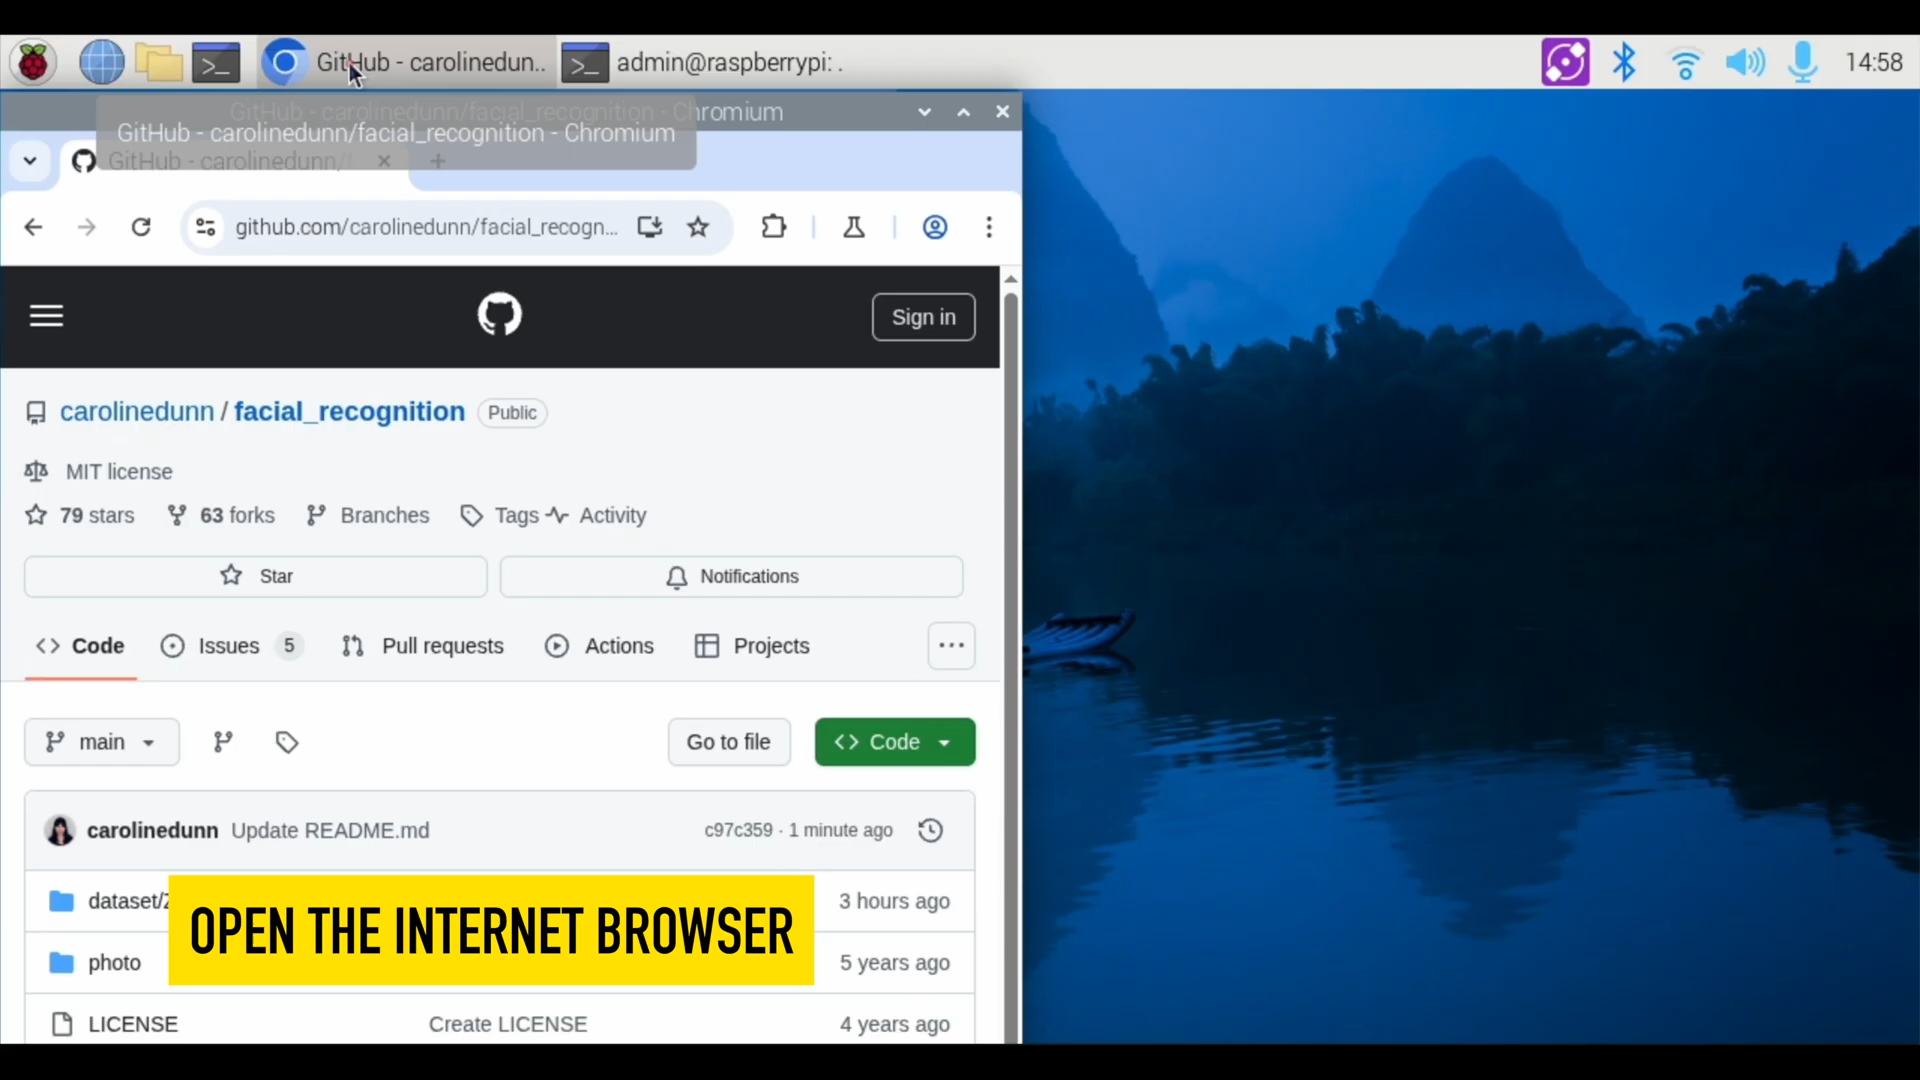 GitHub - carolinedun..
admin@raspberrypi: .
14:58
GitHub - carolinedunn/facial_recognition - Chromium
GitHub - carolinedunn/facial_recognition - Chromium
GitHub - carolinedunn/f
github.com/carolinedunn/facial_recogn...
Sign in
carolinedunn / facial_recognition Public
MIT license
79 stars 63 forks Branches Tags Activity
Star Notifications
Code Issues 5 Pull requests Actions Projects
main Go to file Code
carolinedunn Update README.md c97c359 · 1 minute ago
dataset/Z 3 hours ago
OPEN THE INTERNET BROWSER
photo 5 years ago
LICENSE Create LICENSE 4 years ago